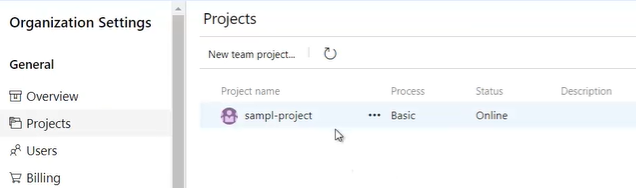 Organization Settings
General
Overview
Projects
Users
Billing
Projects
New team project...
Project name Process Status Description
sampl-project ... Basic Online